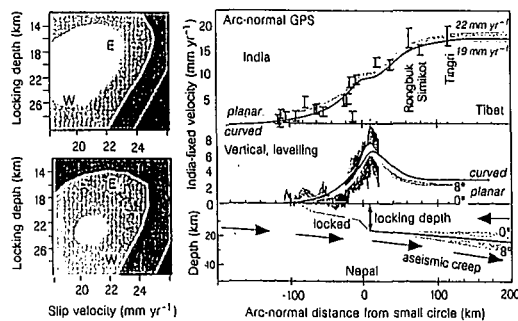 Locking depth (km)
14
18
22
26
E
W
20 22 24
Locking depth (km)
14
18
22
26
E
W
20 22 24
Slip velocity (mm yr⁻¹)
Arc-normal GPS
India
22 mm yr⁻¹
19 mm yr⁻¹
India-fixed velocity (mm yr⁻¹)
20
15
10
5
Rongbuk
Simikot
Tingri
planar
curved
Tibet
Vertical, levelling
8
6
4
2
0
curved
8°
planar
0°
locking depth
locked
0°
8°
aseismic creep
Depth (km)
20
40
Nepal
-100 0 100 200
Arc-normal distance from small circle (km)